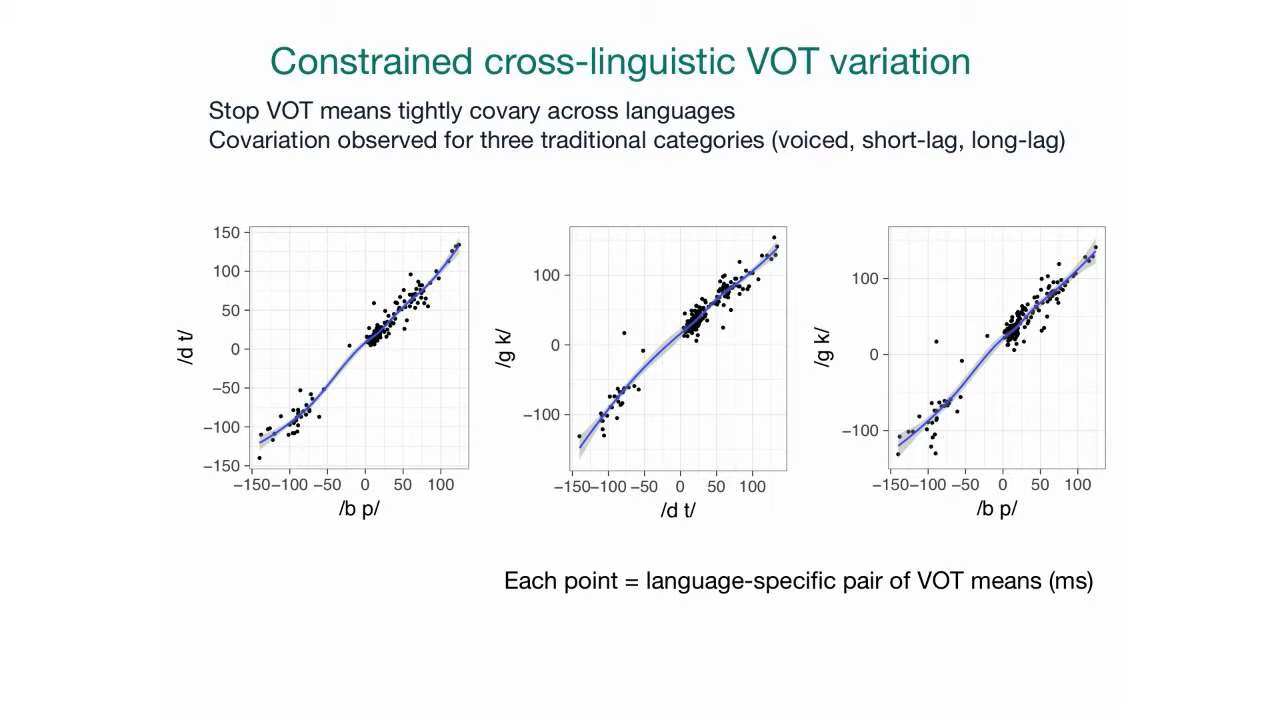 Constrained cross-linguistic VOT variation
Stop VOT means tightly covary across languages
Covariation observed for three traditional categories (voiced, short-lag, long-lag)
150
100
50
0
−50
−100
−150
/d t/
−150 −100 −50 0 50 100
/b p/
100
0
−100
/g k/
−150 −100 −50 0 50 100
/d t/
100
0
−100
/g k/
−150 −100 −50 0 50 100
/b p/
Each point = language-specific pair of VOT means (ms)